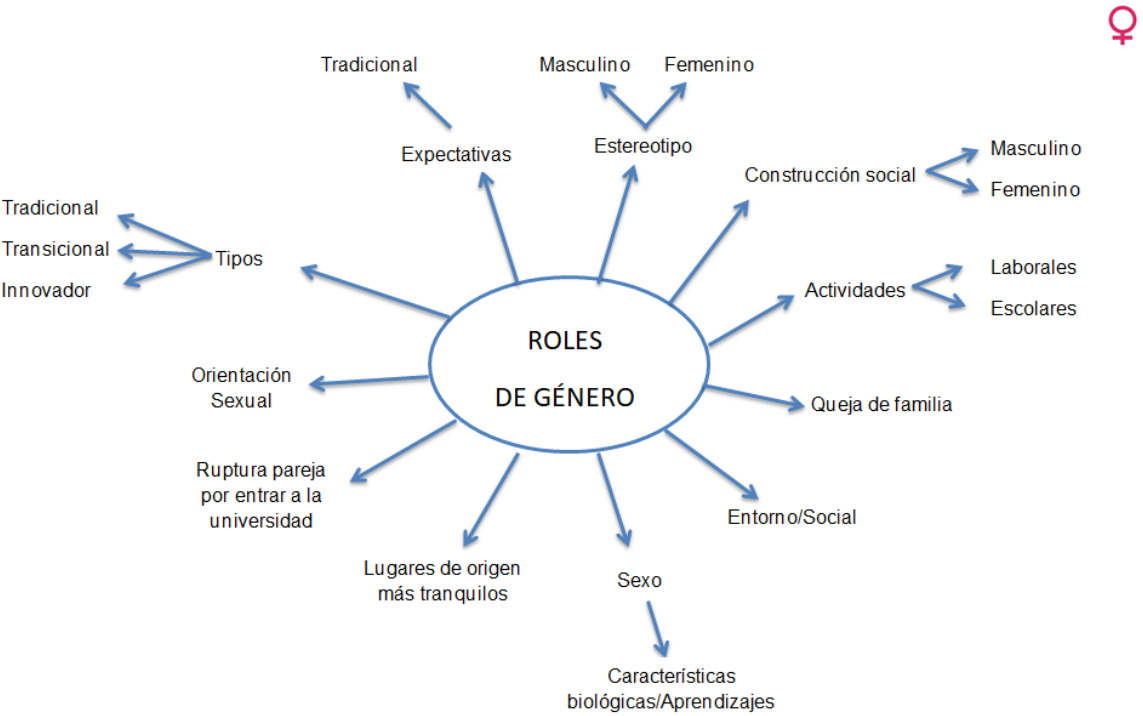 Tradicional
Masculino
Femenino
Expectativas
Estereotipo
Construcción social
Masculino
Femenino
Tradicional
Transicional
Innovador
Tipos
Actividades
Laborales
Escolares
ROLES
DE GÉNERO
Orientación
Sexual
Queja de familia
Ruptura pareja
por entrar a la
universidad
Entorno/Social
Lugares de origen
más tranquilos
Sexo
Características
biológicas/Aprendizajes